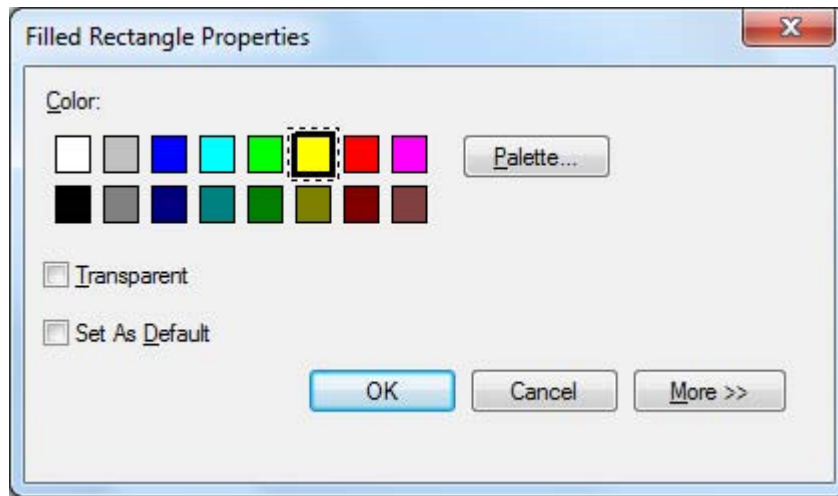 Filled Rectangle Properties
Color:
Palette...
Transparent
Set As Default
OK Cancel More >>